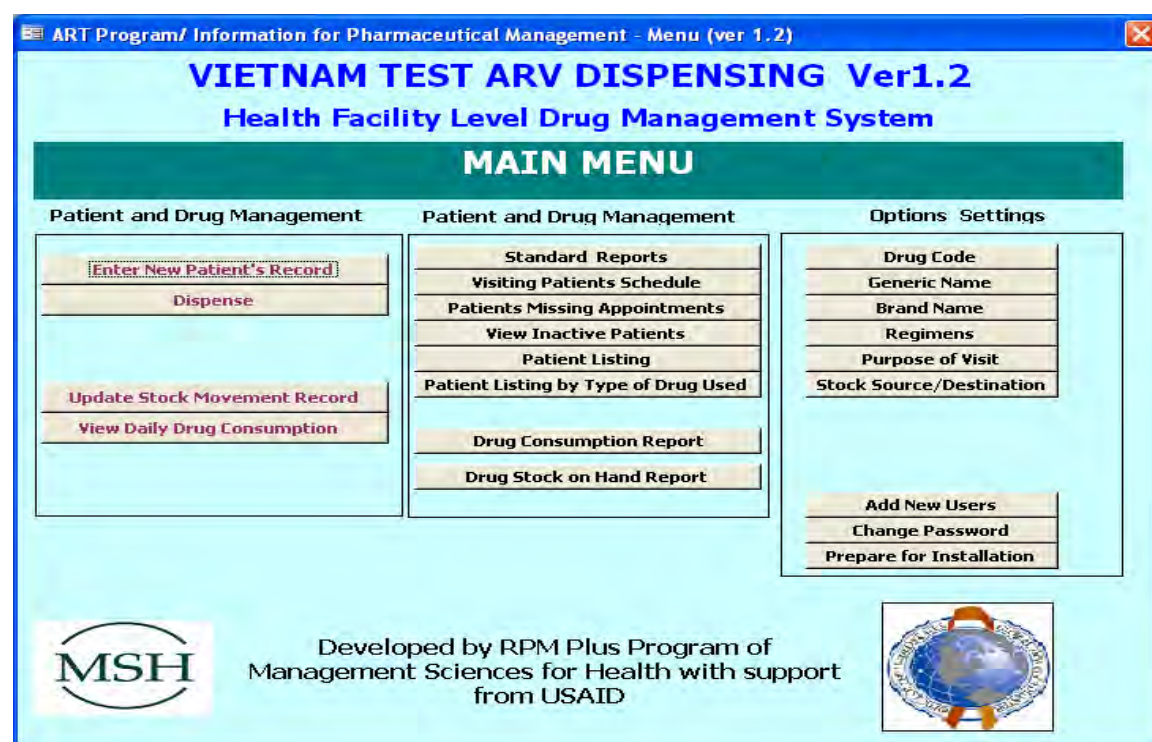 ART Program/ Information for Pharmaceutical Management - Menu (ver 1.2)
VIETNAM TEST ARV DISPENSING Ver1.2
Health Facility Level Drug Management System
MAIN MENU
Patient and Drug Management
Enter New Patient's Record
Dispense
Update Stock Movement Record
View Daily Drug Consumption
Patient and Drug Management
Standard Reports
Visiting Patients Schedule
Patients Missing Appointments
View Inactive Patients
Patient Listing
Patient Listing by Type of Drug Used
Drug Consumption Report
Drug Stock on Hand Report
Options Settings
Drug Code
Generic Name
Brand Name
Regimens
Purpose of Visit
Stock Source/Destination
Add New Users
Change Password
Prepare for Installation
MSH
Developed by RPM Plus Program of
Management Sciences for Health with support
from USAID